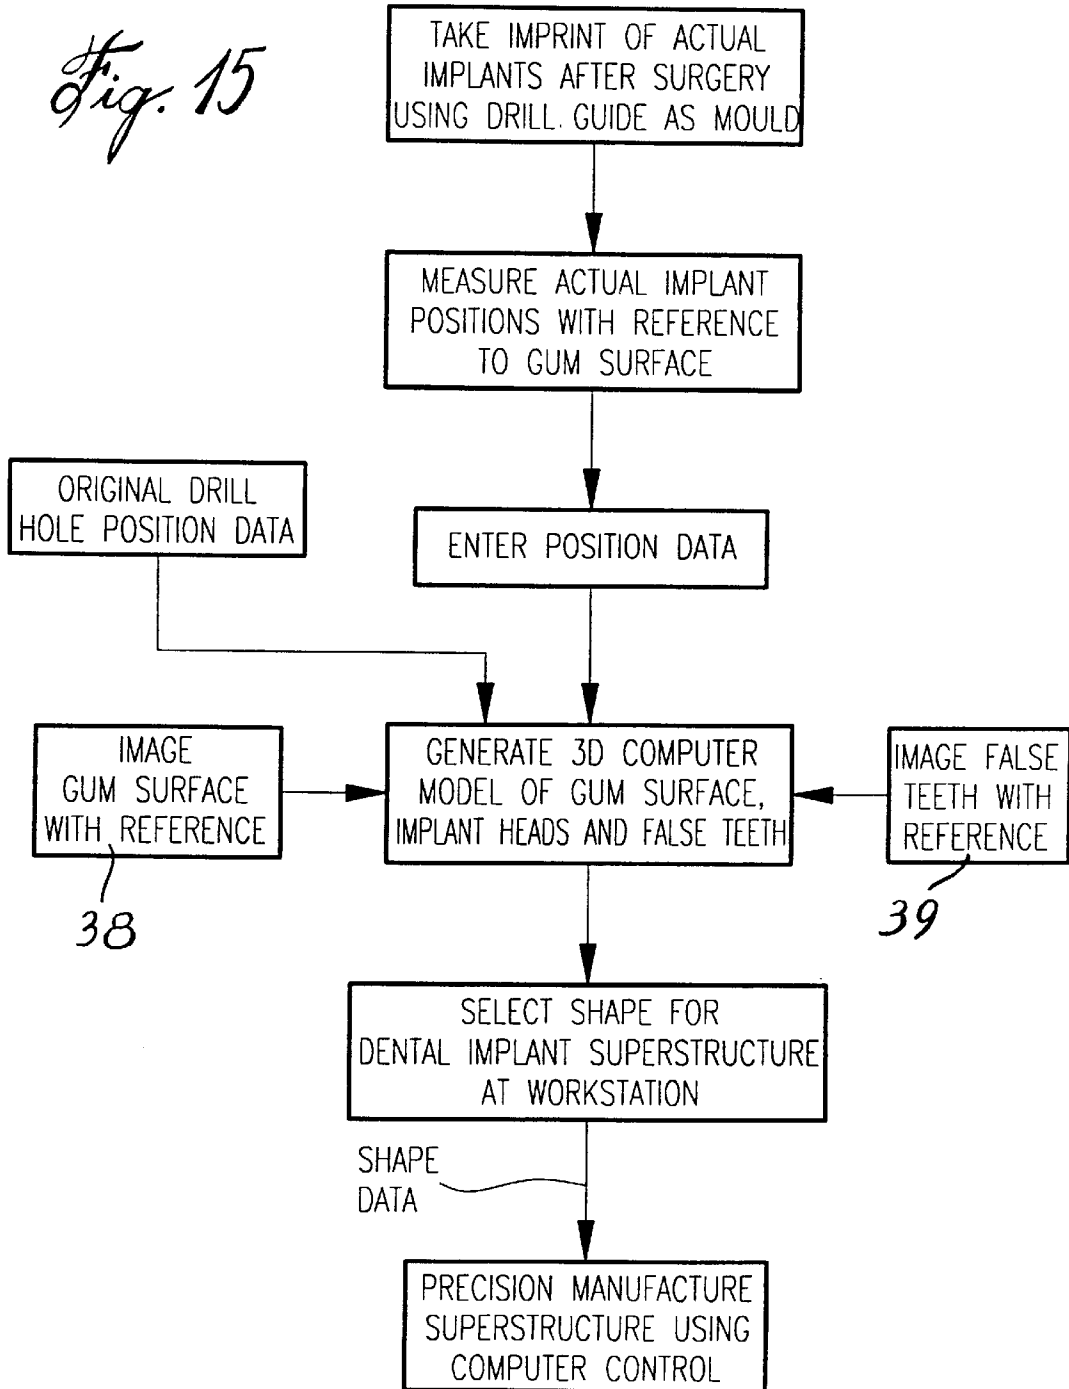 Fig. 15
TAKE IMPRINT OF ACTUAL
IMPLANTS AFTER SURGERY
USING DRILL. GUIDE AS MOULD
MEASURE ACTUAL IMPLANT
POSITIONS WITH REFERENCE
TO GUM SURFACE
ORIGINAL DRILL
HOLE POSITION DATA
ENTER POSITION DATA
IMAGE
GUM SURFACE
WITH REFERENCE
38
GENERATE 3D COMPUTER
MODEL OF GUM SURFACE,
IMPLANT HEADS AND FALSE TEETH
IMAGE FALSE
TEETH WITH
REFERENCE
39
SELECT SHAPE FOR
DENTAL IMPLANT SUPERSTRUCTURE
AT WORKSTATION
SHAPE
DATA
PRECISION MANUFACTURE
SUPERSTRUCTURE USING
COMPUTER CONTROL